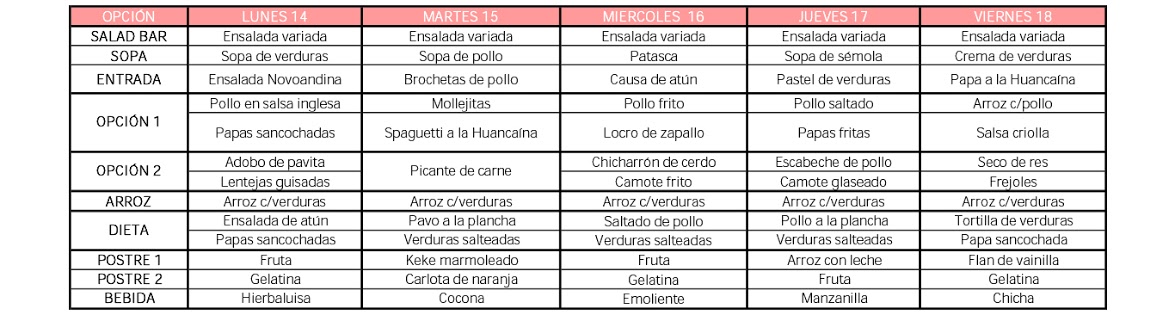 OPCIÓN LUNES 14 MARTES 15 MIERCOLES 16 JUEVES 17 VIERNES 18
SALAD BAR Ensalada variada Ensalada variada Ensalada variada Ensalada variada Ensalada variada
SOPA Sopa de verduras Sopa de pollo Patasca Sopa de sémola Crema de verduras
ENTRADA Ensalada Novoandina Brochetas de pollo Causa de atún Pastel de verduras Papa a la Huancaína
OPCIÓN 1 Pollo en salsa inglesa Mollejitas Pollo frito Pollo saltado Arroz c/pollo
Papas sancochadas Spaguetti a la Huancaína Locro de zapallo Papas fritas Salsa criolla
OPCIÓN 2 Adobo de pavita Picante de carne Chicharrón de cerdo Escabeche de pollo Seco de res
Lentejas guisadas Camote frito Camote glaseado Frejoles
ARROZ Arroz c/verduras Arroz c/verduras Arroz c/verduras Arroz c/verduras Arroz c/verduras
DIETA Ensalada de atún Pavo a la plancha Saltado de pollo Pollo a la plancha Tortilla de verduras
Papas sancochadas Verduras salteadas Verduras salteadas Verduras salteadas Papa sancochada
POSTRE 1 Fruta Keke marmoleado Fruta Arroz con leche Flan de vainilla
POSTRE 2 Gelatina Carlota de naranja Gelatina Fruta Gelatina
BEBIDA Hierbaluisa Cocona Emoliente Manzanilla Chicha